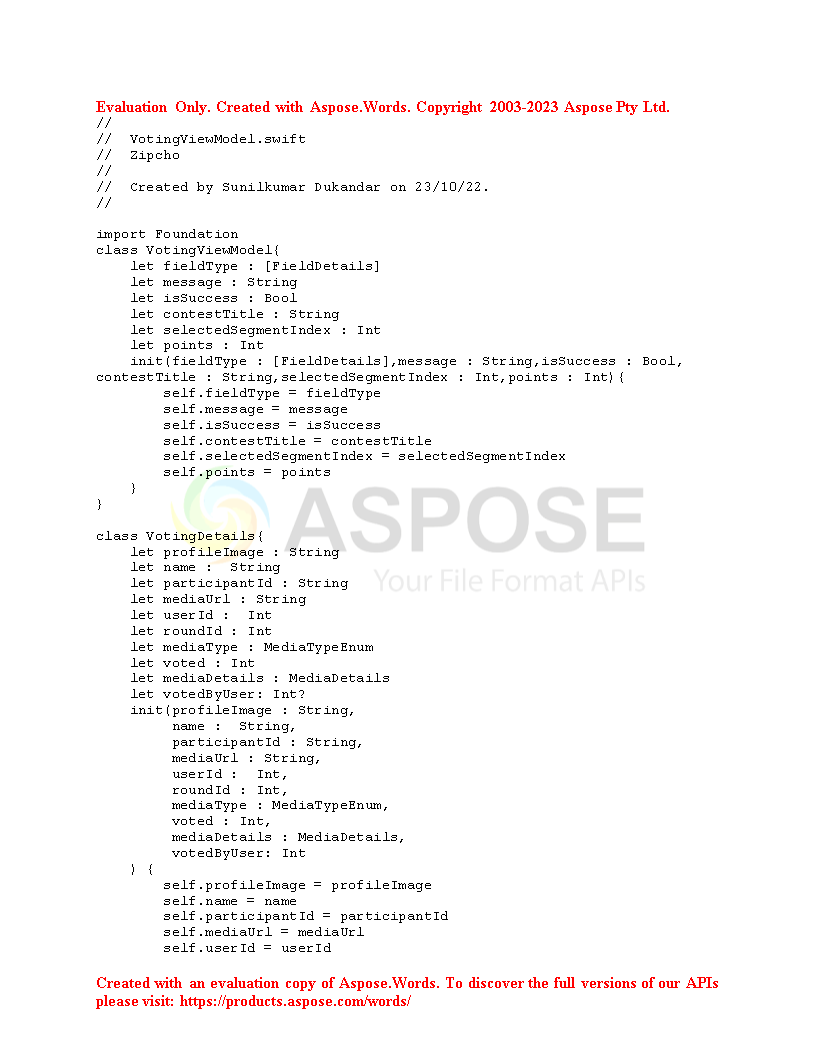 Evaluation Only. Created with Aspose.Words. Copyright 2003-2023 Aspose Pty Ltd.
//
//  VotingViewModel.swift
//  Zipcho
//
//  Created by Sunilkumar Dukandar on 23/10/22.
//

import Foundation
class VotingViewModel{
    let fieldType : [FieldDetails]
    let message : String
    let isSuccess : Bool
    let contestTitle : String
    let selectedSegmentIndex : Int
    let points : Int
    init(fieldType : [FieldDetails],message : String,isSuccess : Bool,
contestTitle : String,selectedSegmentIndex : Int,points : Int){
        self.fieldType = fieldType
        self.message = message
        self.isSuccess = isSuccess
        self.contestTitle = contestTitle
        self.selectedSegmentIndex = selectedSegmentIndex
        self.points = points
    }
}
ASPOSE
Your File Format APIs

class VotingDetails{
    let profileImage : String
    let name :  String
    let participantId : String
    let mediaUrl : String
    let userId :  Int
    let roundId : Int
    let mediaType : MediaTypeEnum
    let voted : Int
    let mediaDetails : MediaDetails
    let votedByUser: Int?
    init(profileImage : String,
         name :  String,
         participantId : String,
         mediaUrl : String,
         userId :  Int,
         roundId : Int,
         mediaType : MediaTypeEnum,
         voted : Int,
         mediaDetails : MediaDetails,
         votedByUser: Int
    ) {
        self.profileImage = profileImage
        self.name = name
        self.participantId = participantId
        self.mediaUrl = mediaUrl
        self.userId = userId

Created with an evaluation copy of Aspose.Words. To discover the full versions of our APIs
please visit: https://products.aspose.com/words/